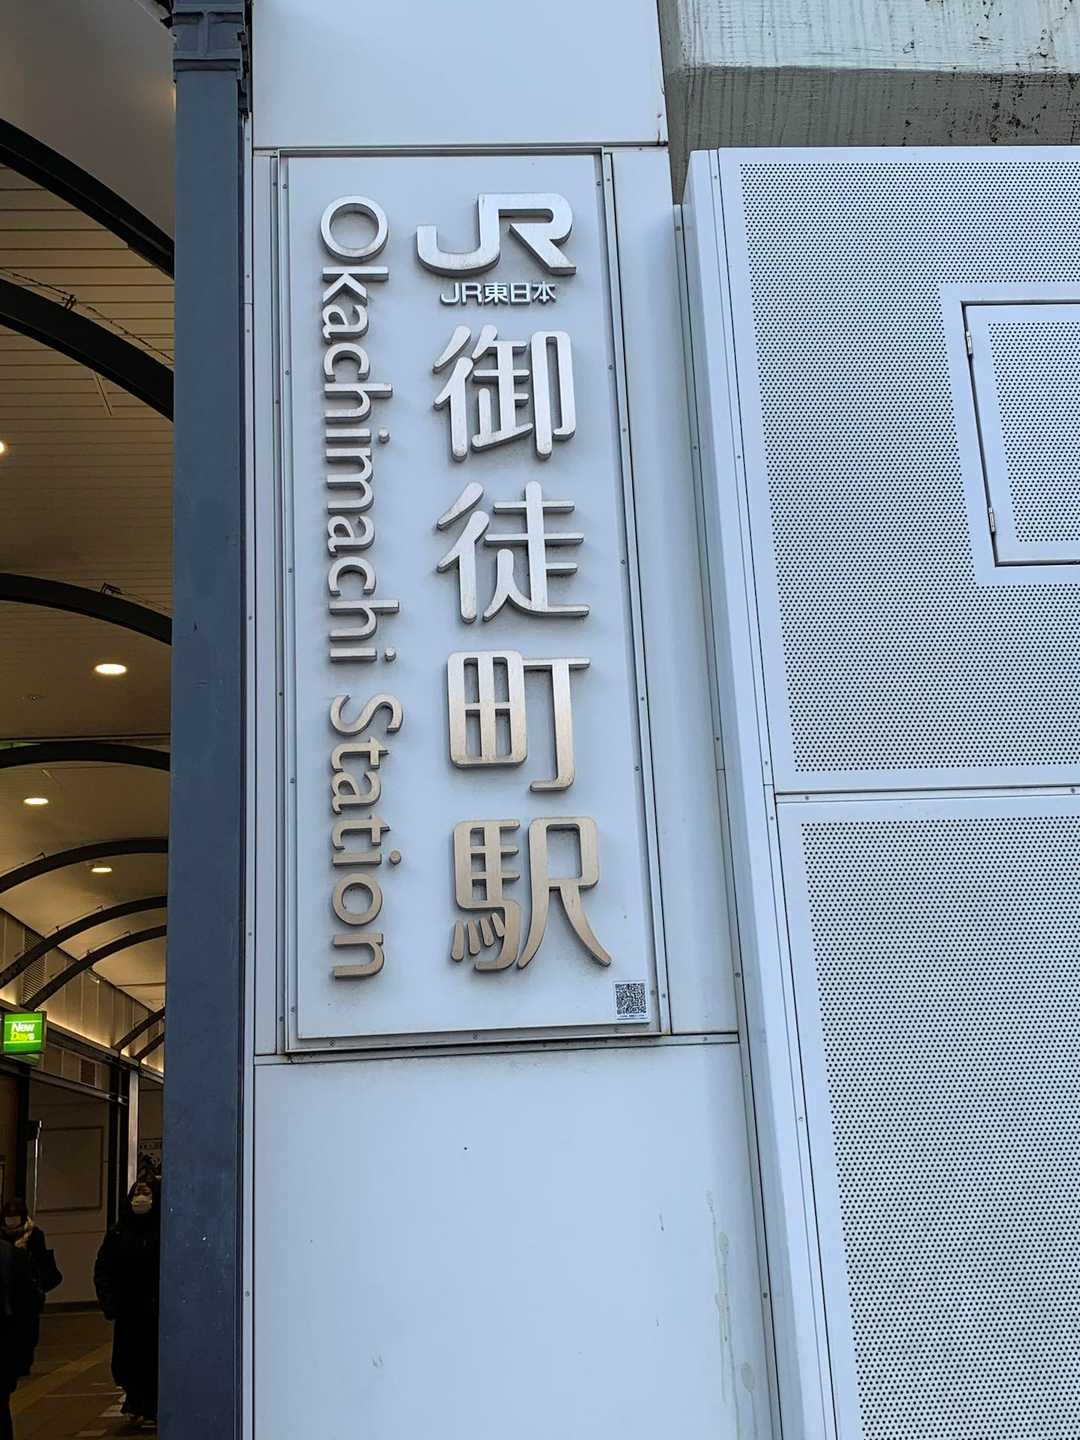 JR
JR東日本
御徒町駅
Okachimachi Station
New
Days